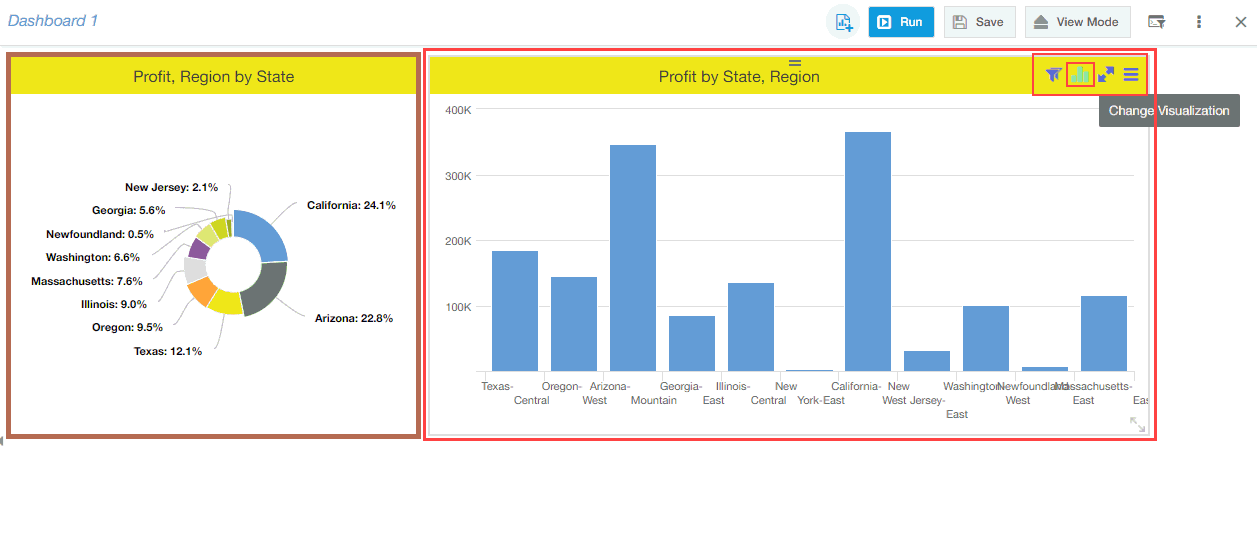 Dashboard 1
Run
Save
View Mode
Profit, Region by State
Profit by State, Region
Change Visualization
New Jersey: 2.1%
Georgia: 5.6%
California: 24.1%
Newfoundland: 0.5%
Washington: 6.6%
Massachusetts: 7.6%
Illinois: 9.0%
Oregon: 9.5%
Arizona: 22.8%
Texas: 12.1%
400K
300K
200K
100K
Texas-
Central
Oregon-
West
Arizona-
Mountain
Georgia-
East
Illinois-
Central
New
York-East
California-
West
New
Jersey-
East
Washington-
West
Newfoundland-
East
Massachusetts-
East